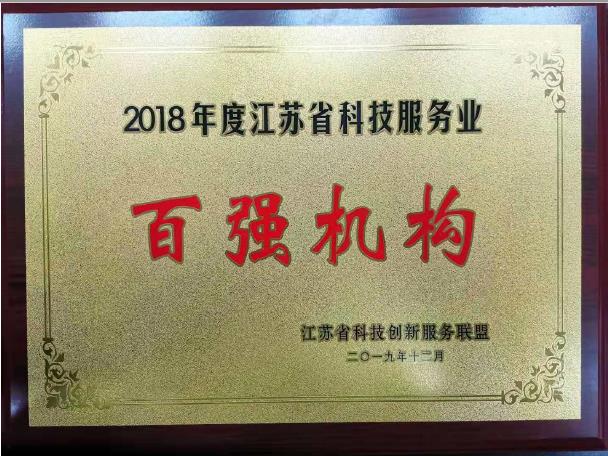 2018年度江苏省科技服务业
百强机构
江苏省科技创新服务联盟
二〇一九年十二月